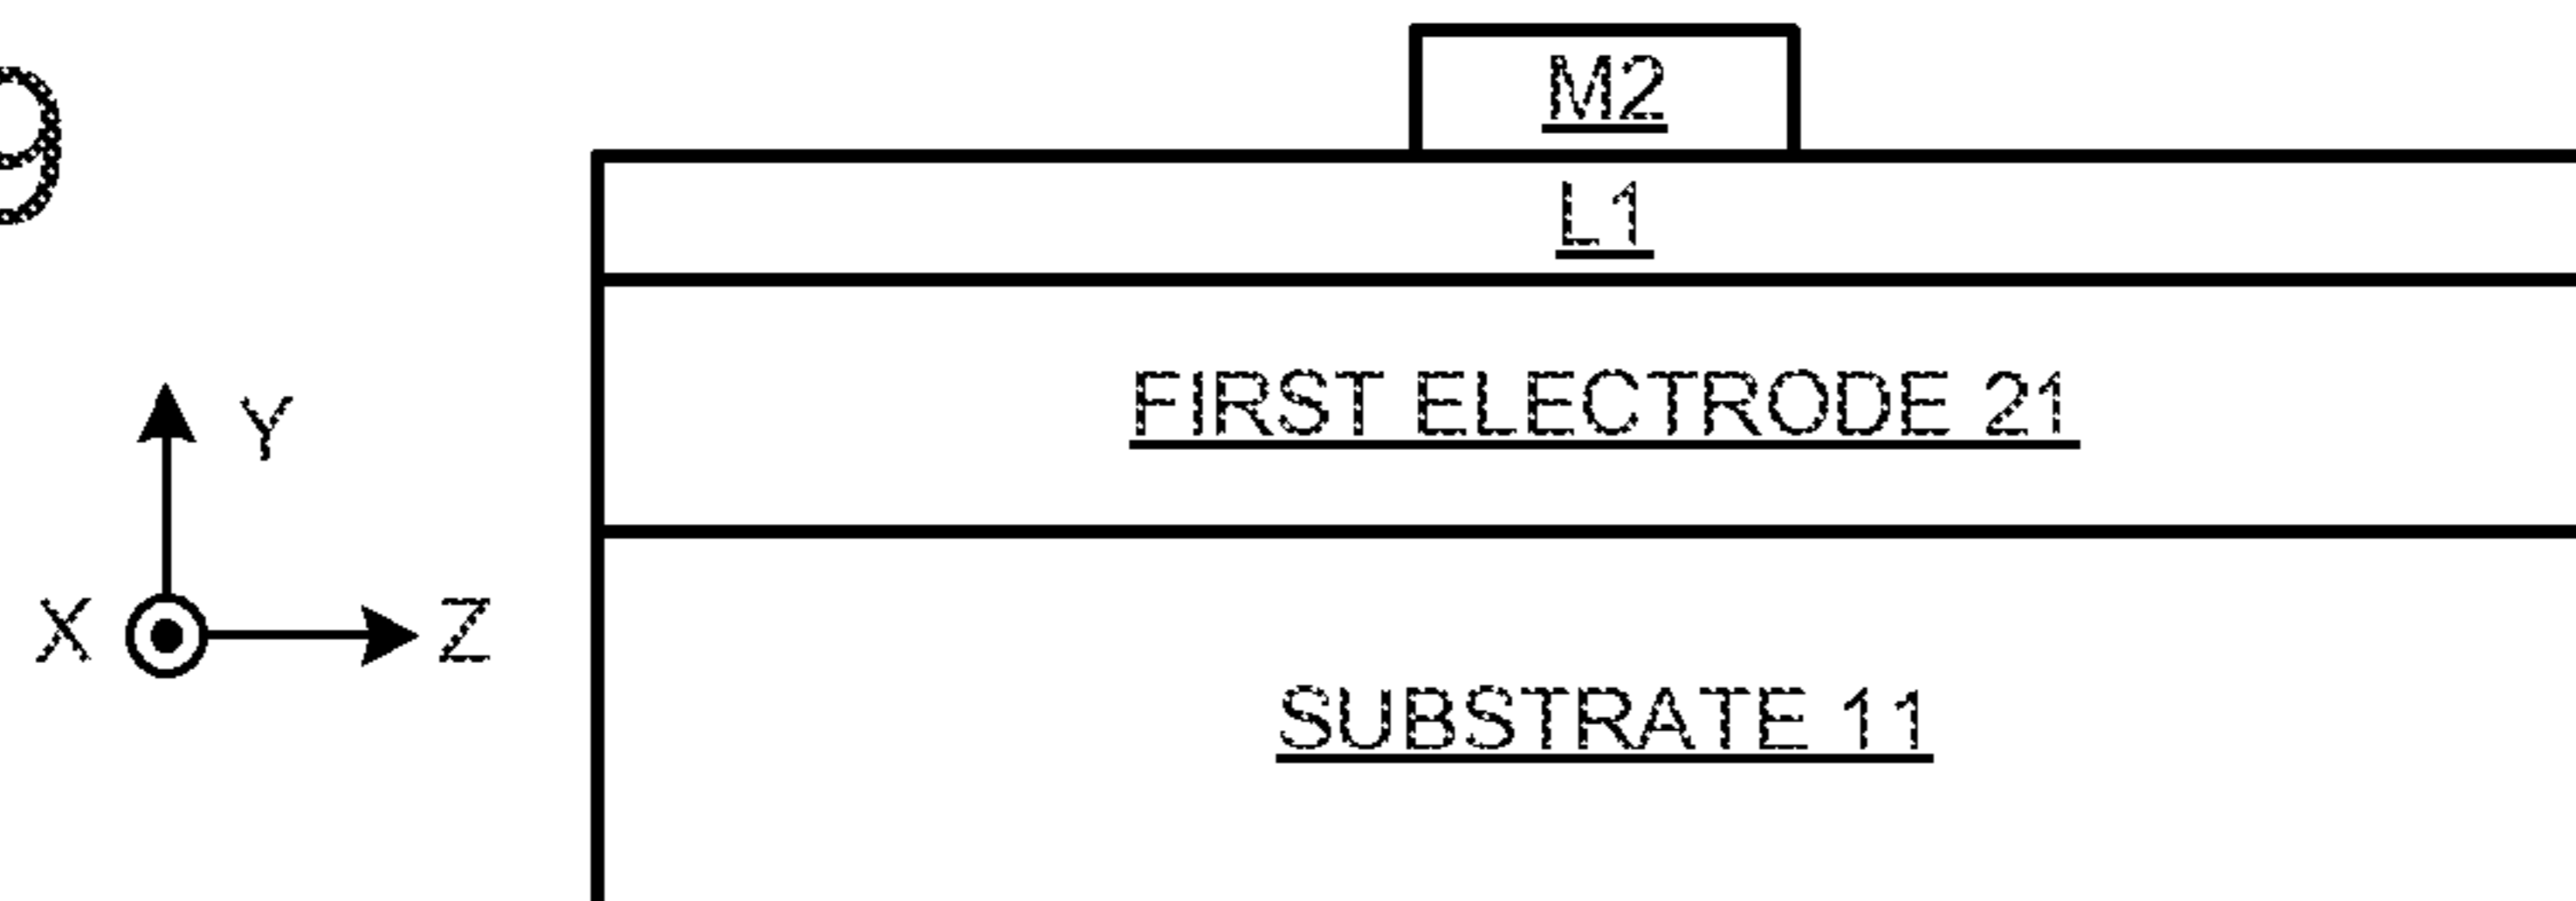 9
M2
L1
FIRST ELECTRODE 21
Y
X
Z
SUBSTRATE 11